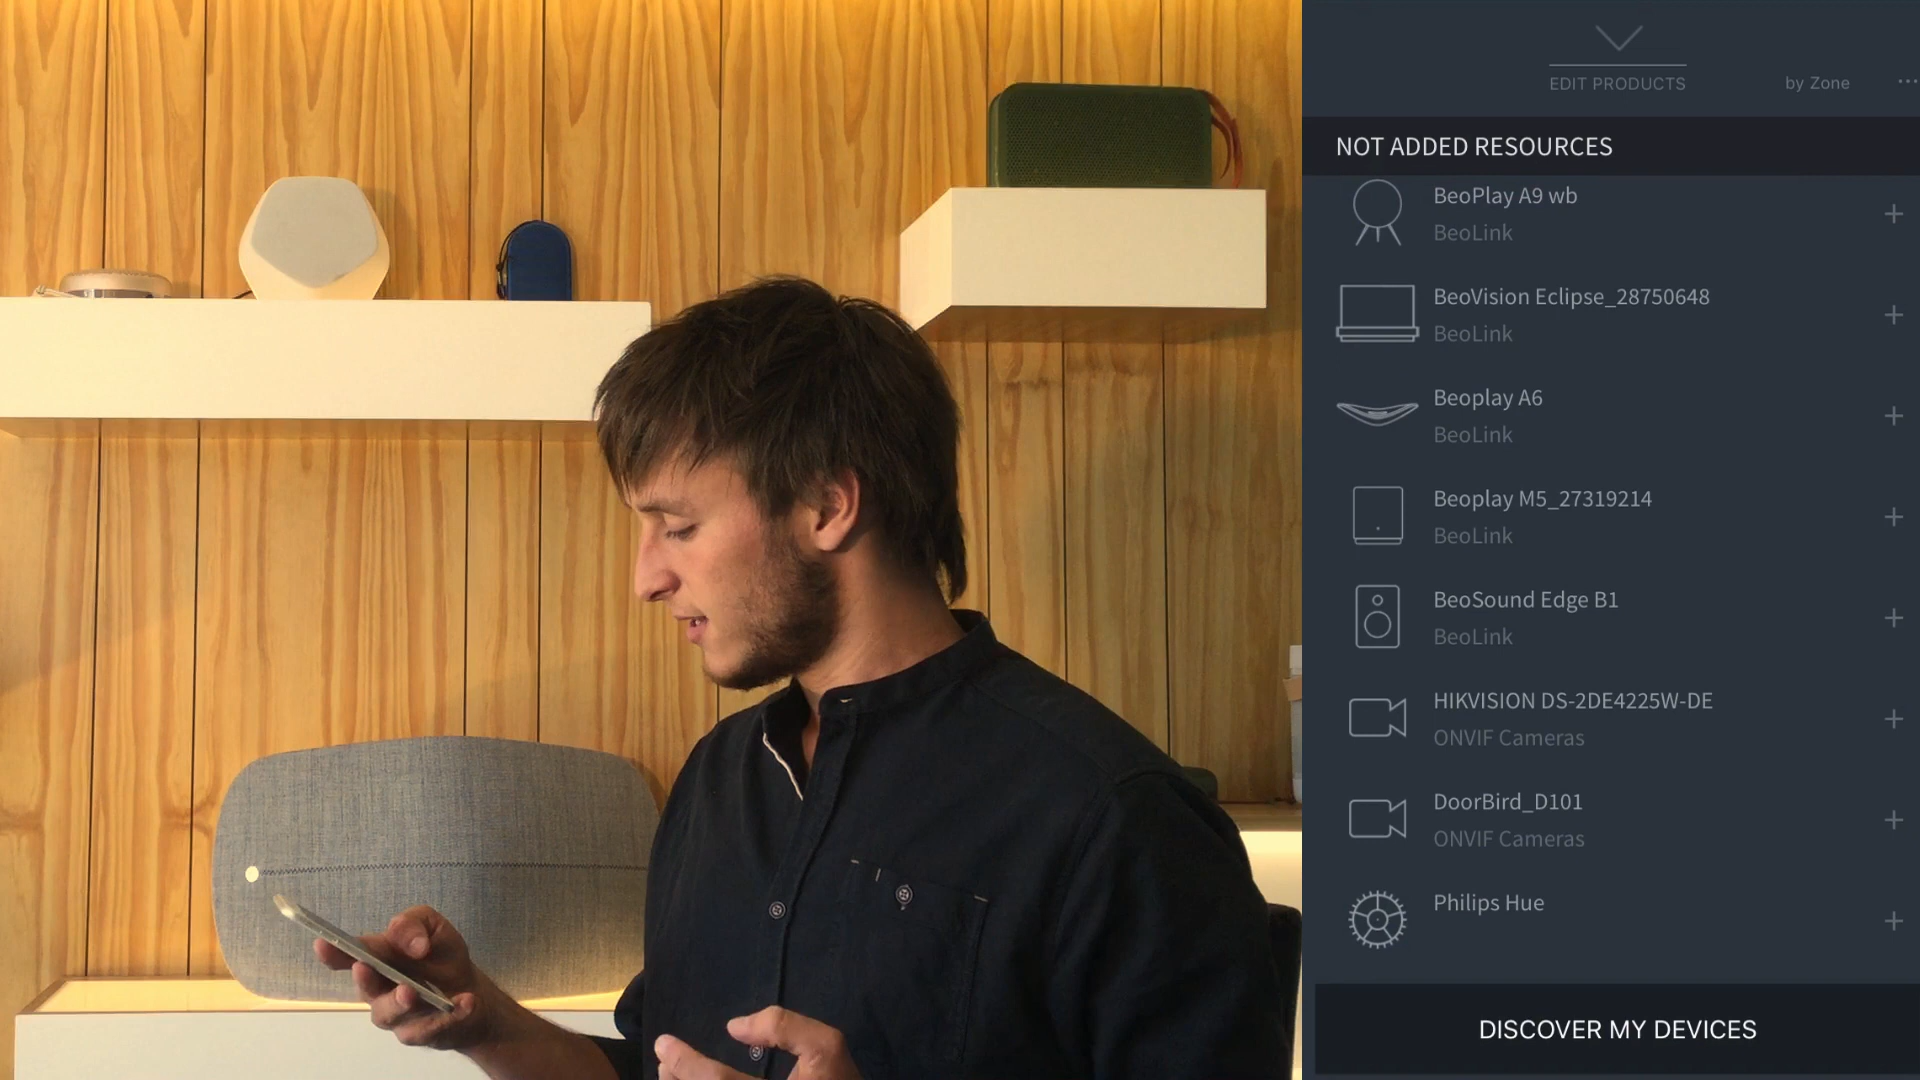 EDIT PRODUCTS
by Zone
NOT ADDED RESOURCES
BeoPlay A9 wb
BeoLink
BeoVision Eclipse_28750648
BeoLink
Beoplay A6
BeoLink
Beoplay M5_27319214
BeoLink
BeoSound Edge B1
BeoLink
HIKVISION DS-2DE4225W-DE
ONVIF Cameras
DoorBird_D101
ONVIF Cameras
Philips Hue
DISCOVER MY DEVICES